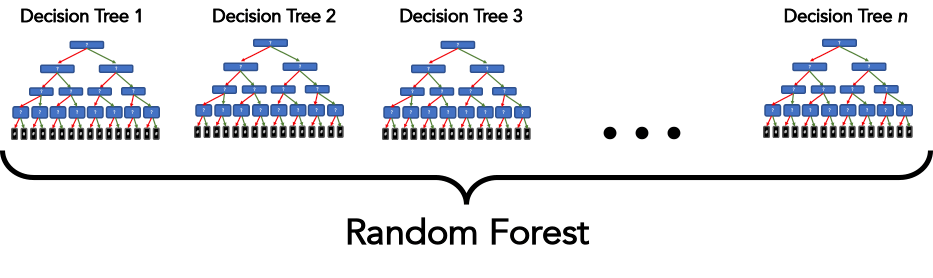 Decision Tree 1
Decision Tree 2
Decision Tree 3
Decision Tree n
Random Forest